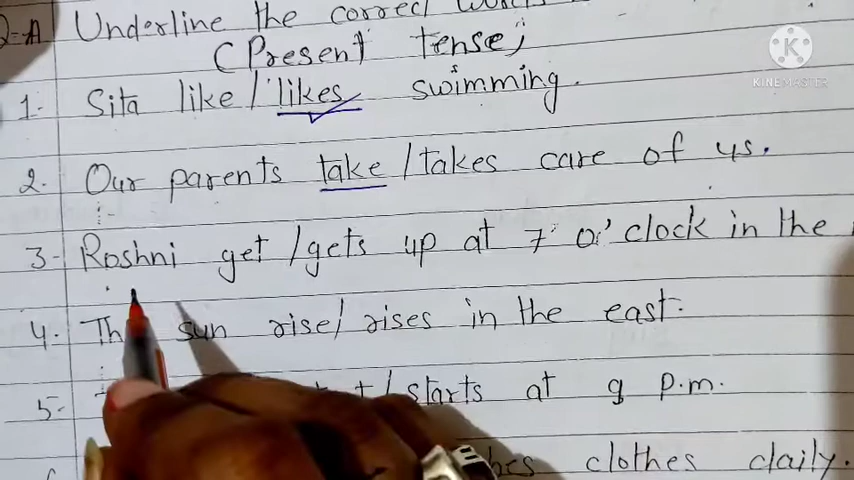 Q-A Underline the correct
(Present tense)
1- Sita like/likes swimming.
2. Our parents take/takes care of us.
3- Roshni get/gets up at 7 o'clock in the
4. The sun rise/rises in the east.
5- /starts at 9 p.m.
clothes daily.
K
KINEMASTER